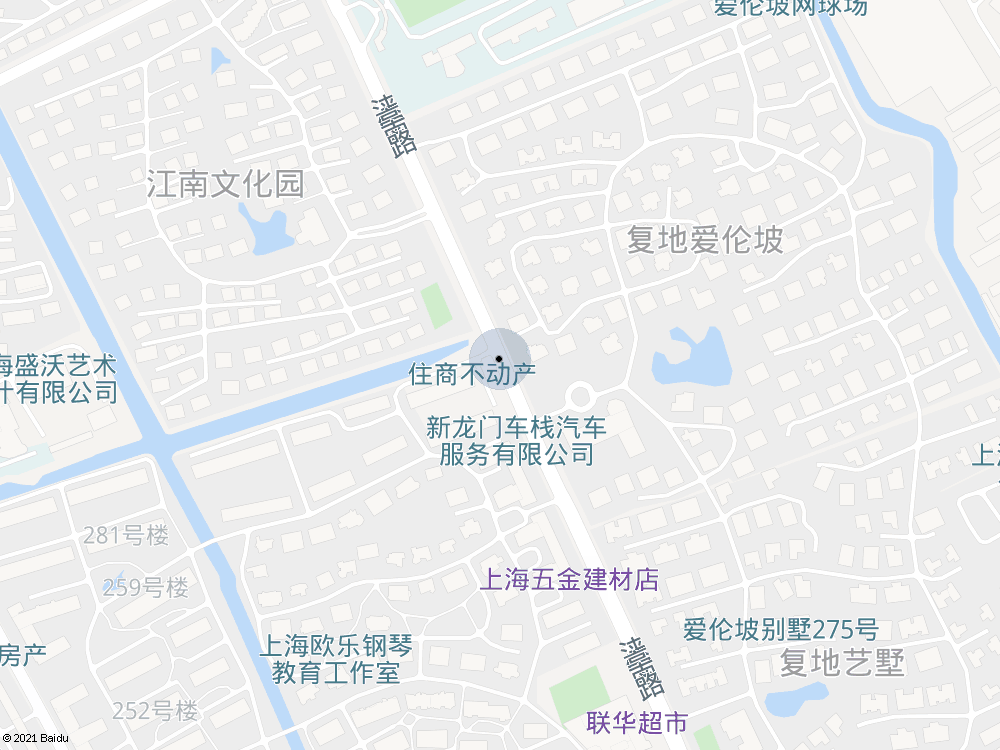 爱伦坡网球场
泾堂路
江南文化园
复地爱伦坡
海盛沃艺术
计有限公司
住商不动产
新龙门车栈汽车
服务有限公司
上海
281号楼
259号楼
上海五金建材店
爱伦坡别墅275号
上海欧乐钢琴
教育工作室
房产
复地艺墅
252号楼
联华超市
© 2021 Baidu